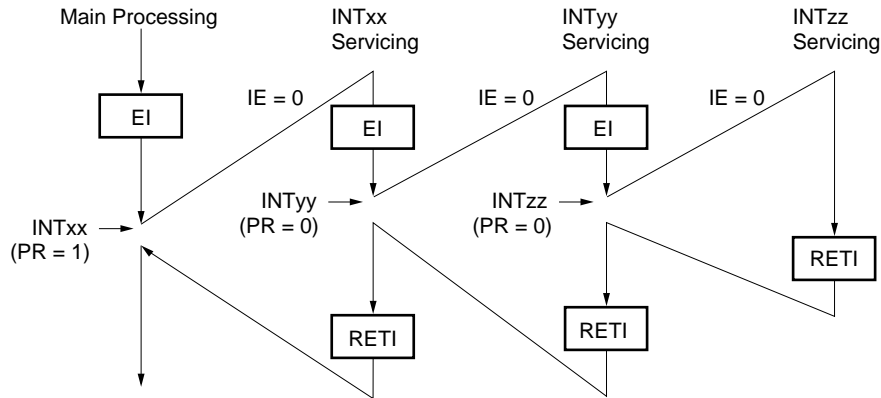 Main Processing
INTxx
Servicing
INTyy
Servicing
INTzz
Servicing
IE = 0
IE = 0
IE = 0
EI
EI
EI
INTxx
(PR = 1)
INTyy
(PR = 0)
INTzz
(PR = 0)
RETI
RETI
RETI